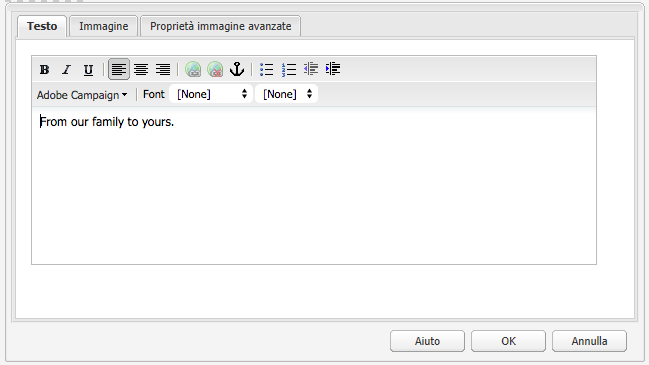 Testo Immagine Proprietà immagine avanzate
B I U
Adobe Campaign Font [None] [None]
From our family to yours.
Aiuto OK Annulla